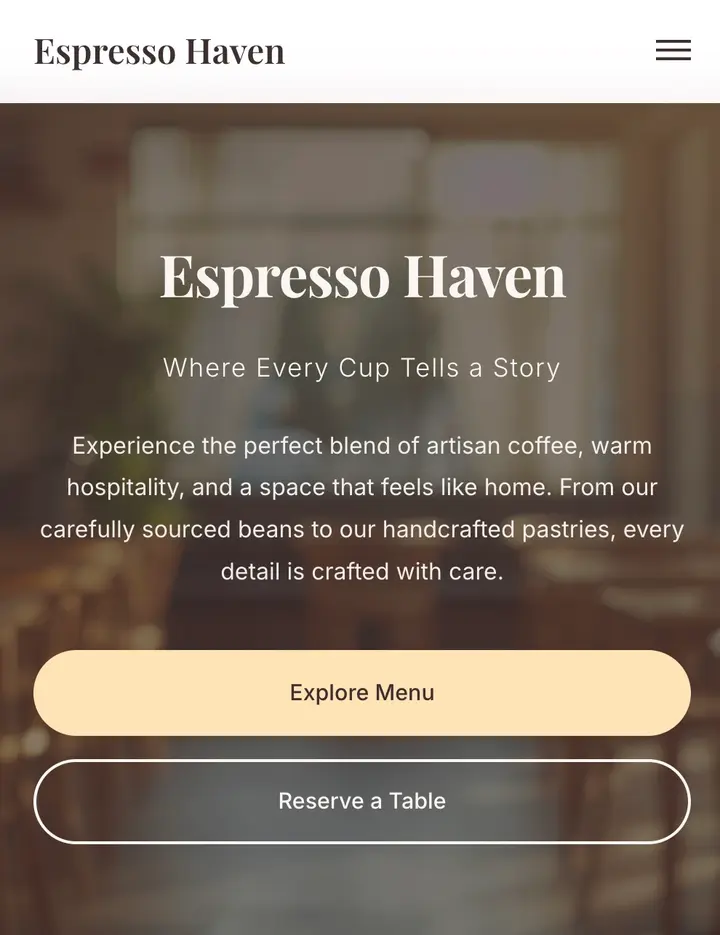 Espresso Haven
Espresso Haven
Where Every Cup Tells a Story
Experience the perfect blend of artisan coffee, warm
hospitality, and a space that feels like home. From our
carefully sourced beans to our handcrafted pastries, every
detail is crafted with care.
Explore Menu
Reserve a Table